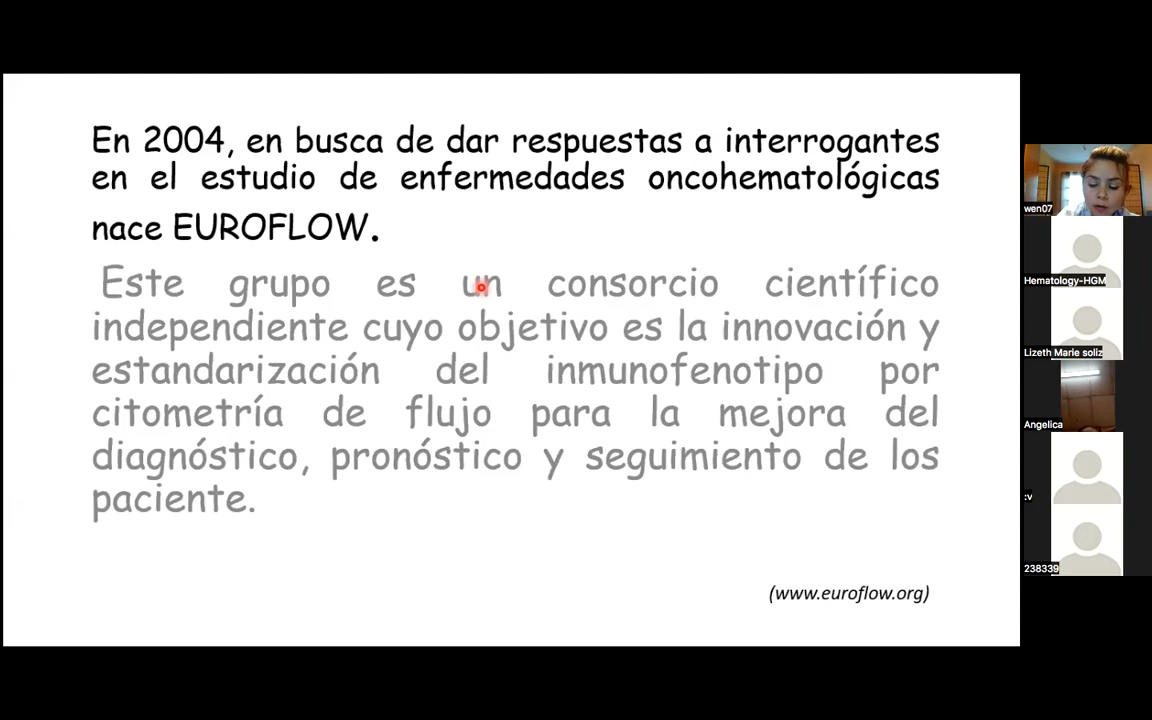 En 2004, en busca de dar respuestas a interrogantes
en el estudio de enfermedades oncohematológicas
nace EUROFLOW.
Este grupo es un consorcio científico
independiente cuyo objetivo es la innovación y
estandarización del inmunofenotipo por
citometría de flujo para la mejora del
diagnóstico, pronóstico y seguimiento de los
paciente.
(www.euroflow.org)
wen07
Hematology-HGM
Lizeth Marie soliz
Angelica
:v
238339